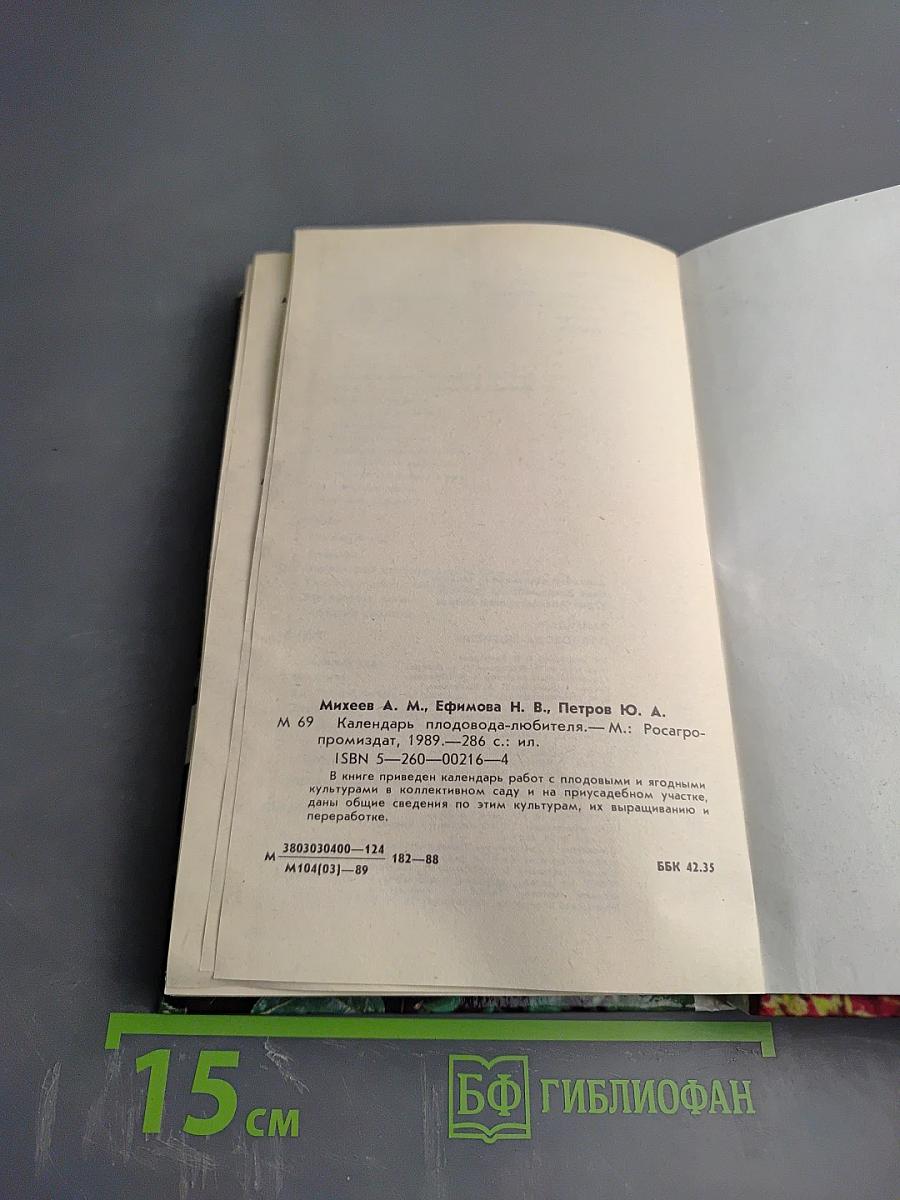 Михеев А. М., Ефимова Н. В., Петров Ю. А.
М 69 Календарь плодовода-любителя.— М.: Росагро-
промиздат, 1989.—286 с.: ил.
ISBN 5—260—00216—4
В книге приведен календарь работ с плодовыми и ягодными
культурами в коллективном саду и на приусадебном участке,
даны общие сведения по этим культурам, их выращиванию и
переработке.
3803030400—124
М 182—88
М104(03)—89
ББК 42.35
15 см
БФ ГИБЛИОФАН